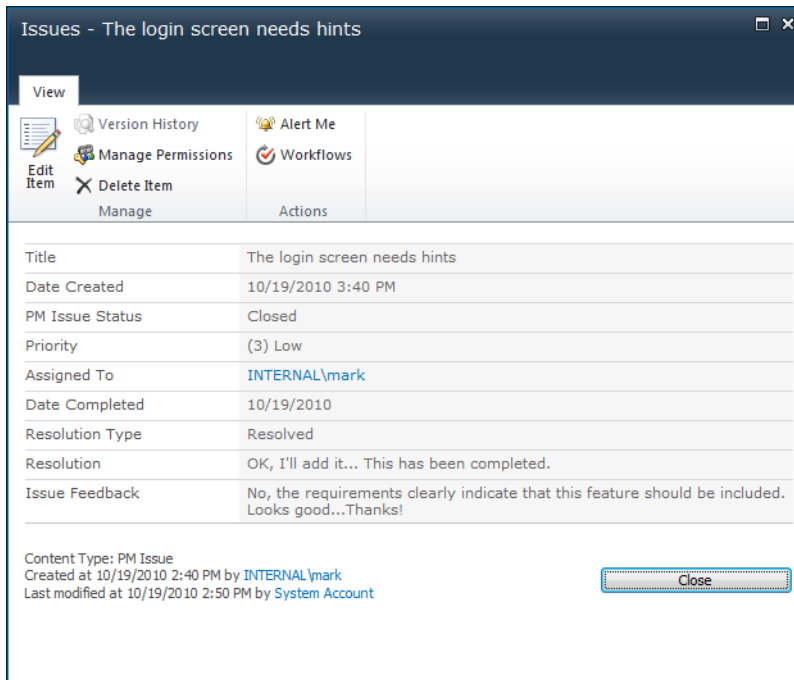 Issues - The login screen needs hints
View
Edit
Item
Version History
Manage Permissions
Delete Item
Manage
Alert Me
Workflows
Actions
Title The login screen needs hints
Date Created 10/19/2010 3:40 PM
PM Issue Status Closed
Priority (3) Low
Assigned To INTERNAL\mark
Date Completed 10/19/2010
Resolution Type Resolved
Resolution OK, I'll add it... This has been completed.
Issue Feedback No, the requirements clearly indicate that this feature should be included.
Looks good...Thanks!
Content Type: PM Issue
Created at 10/19/2010 2:40 PM by INTERNAL\mark
Last modified at 10/19/2010 2:50 PM by System Account
Close